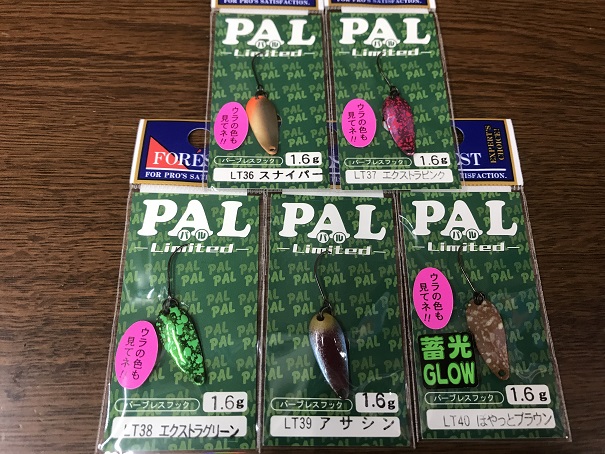 PAL
パル
Limited
ウラの色も
見てネ!!
バーブレスフック
1.6g
LT36 スナイパー
PAL
パル
Limited
ウラの色も
見てネ!!
バーブレスフック
1.6g
LT37 エクストラピンク
FORÉST
FOR PRO'S SATISFACTION.
EXPERT'S
CHOICE!
PAL
パル
Limited
ウラの色も
見てネ!!
バーブレスフック
1.6g
LT38 エクストラグリーン
PAL
パル
Limited
バーブレスフック
1.6g
LT39 アサシン
PAL
パル
Limited
ウラの色も
見てネ!!
蓄光
GLOW
バーブレスフック
1.6g
LT40 はやっとブラウン